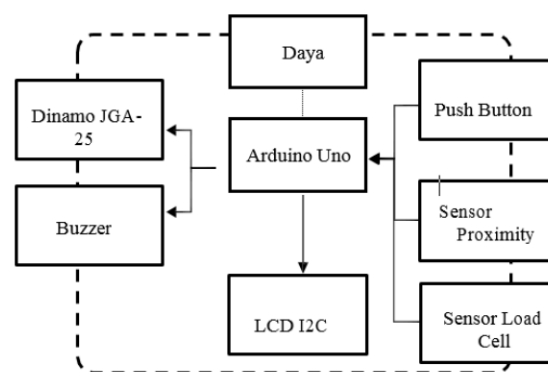 Daya
Dinamo JGA-
25
Push Button
Arduino Uno
Buzzer
Sensor
Proximity
LCD I2C
Sensor Load
Cell